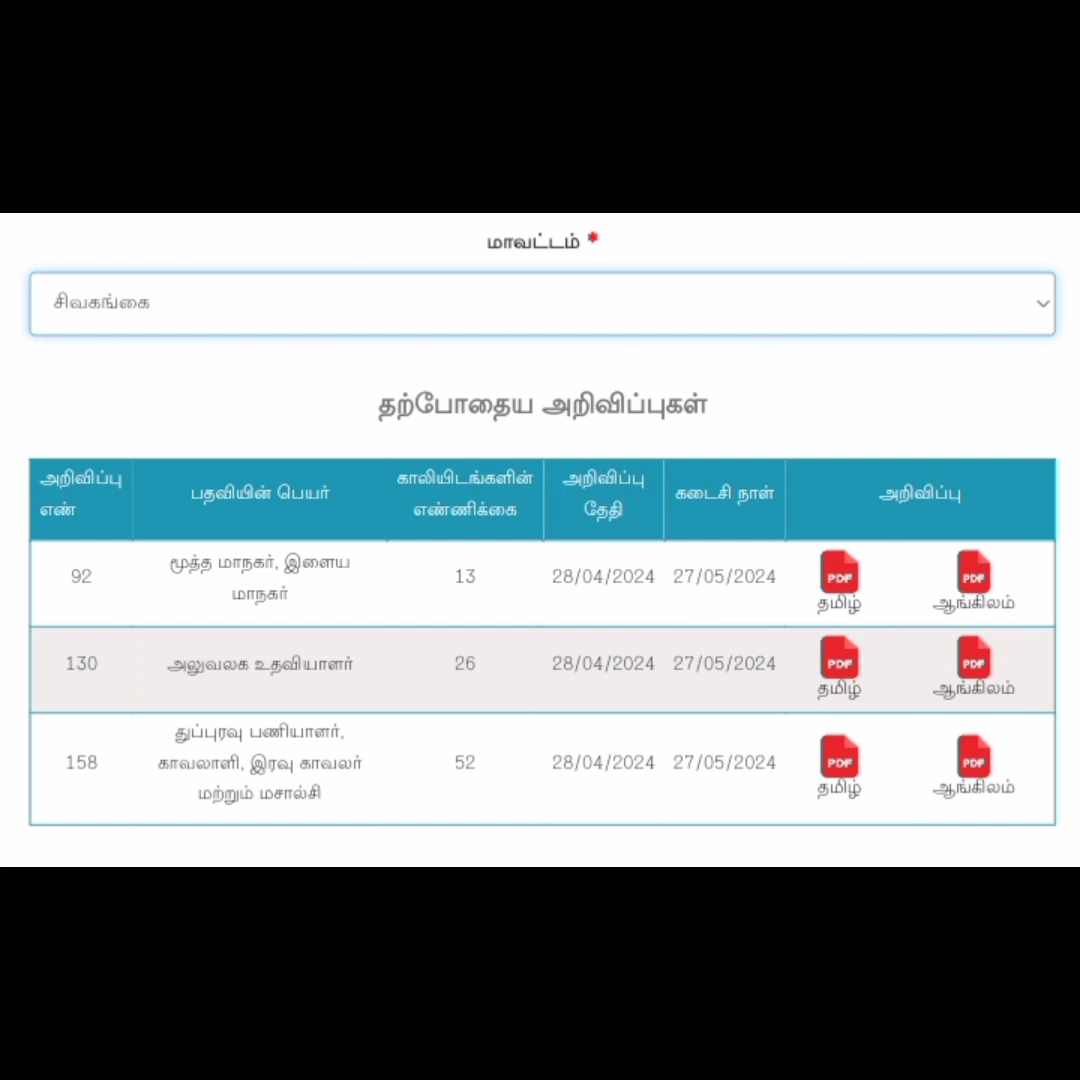 மாவட்டம் *
சிவகங்கை
தற்போதைய அறிவிப்புகள்
அறிவிப்பு எண்
பதவியின் பெயர்
காலியிடங்களின் எண்ணிக்கை
அறிவிப்பு தேதி
கடைசி நாள்
அறிவிப்பு
92
மூத்த மாநகர், இளைய
மாநகர்
13
28/04/2024
27/05/2024
PDF
தமிழ்
PDF
ஆங்கிலம்
130
அலுவலக உதவியாளர்
26
28/04/2024
27/05/2024
PDF
தமிழ்
PDF
ஆங்கிலம்
158
துப்புரவு பணியாளர்,
காவலாளி, இரவு காவலர்
மற்றும் மசால்சி
52
28/04/2024
27/05/2024
PDF
தமிழ்
PDF
ஆங்கிலம்